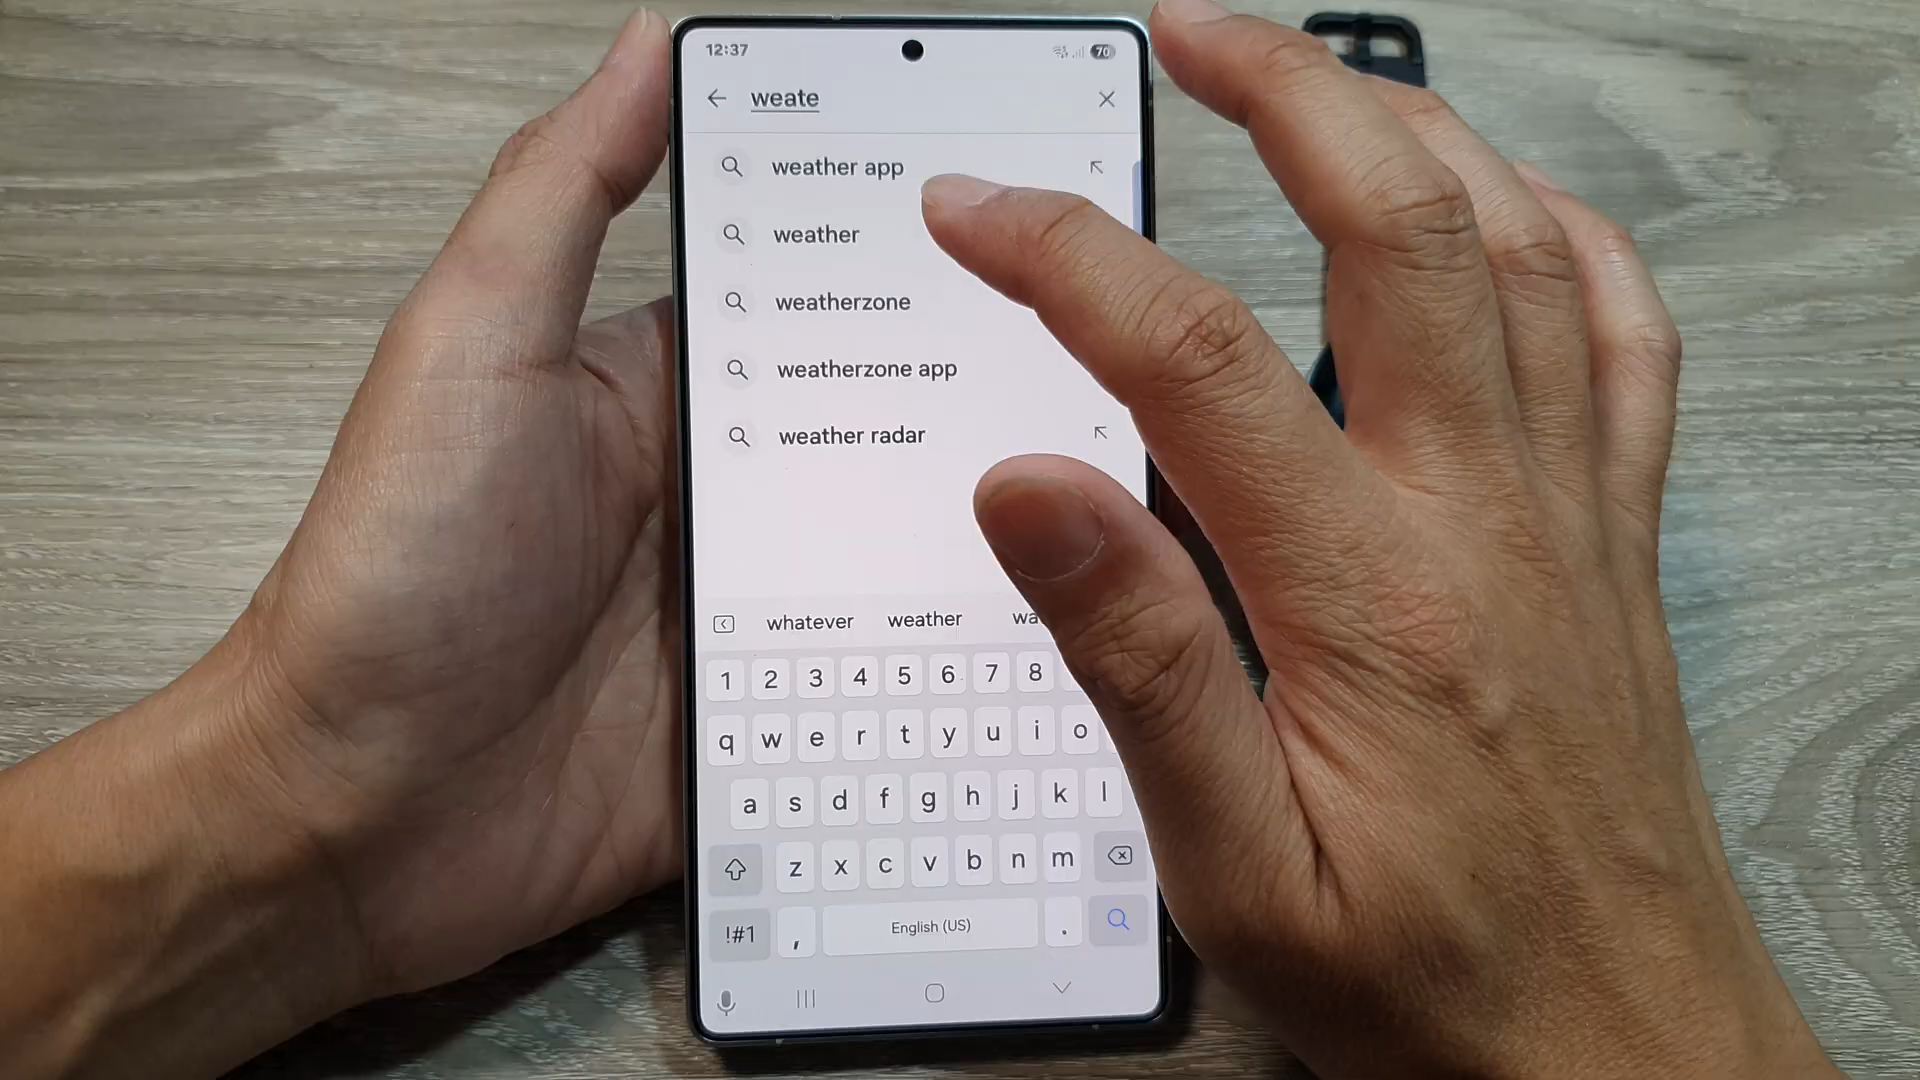 12:37 70
weate
weather app
weather
weatherzone
weatherzone app
weather radar
whatever weather
1 2 3 4 5 6 7 8
q w e r t y u i o
a s d f g h j k l
z x c v b n m
!#1 , English (US) .